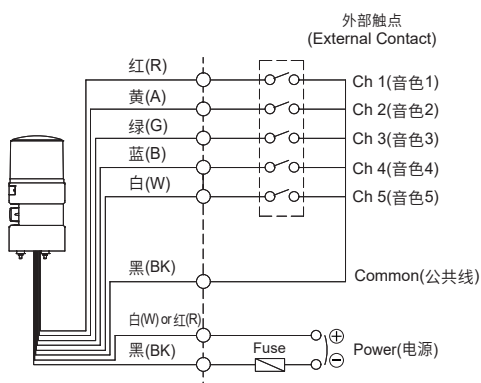 外部触点
(External Contact)
红(R)
Ch 1(音色1)
黄(A)
Ch 2(音色2)
绿(G)
Ch 3(音色3)
蓝(B)
Ch 4(音色4)
白(W)
Ch 5(音色5)
黑(BK)
Common(公共线)
白(W) or 红(R)
⊕
黑(BK)
Fuse
⊖
Power(电源)